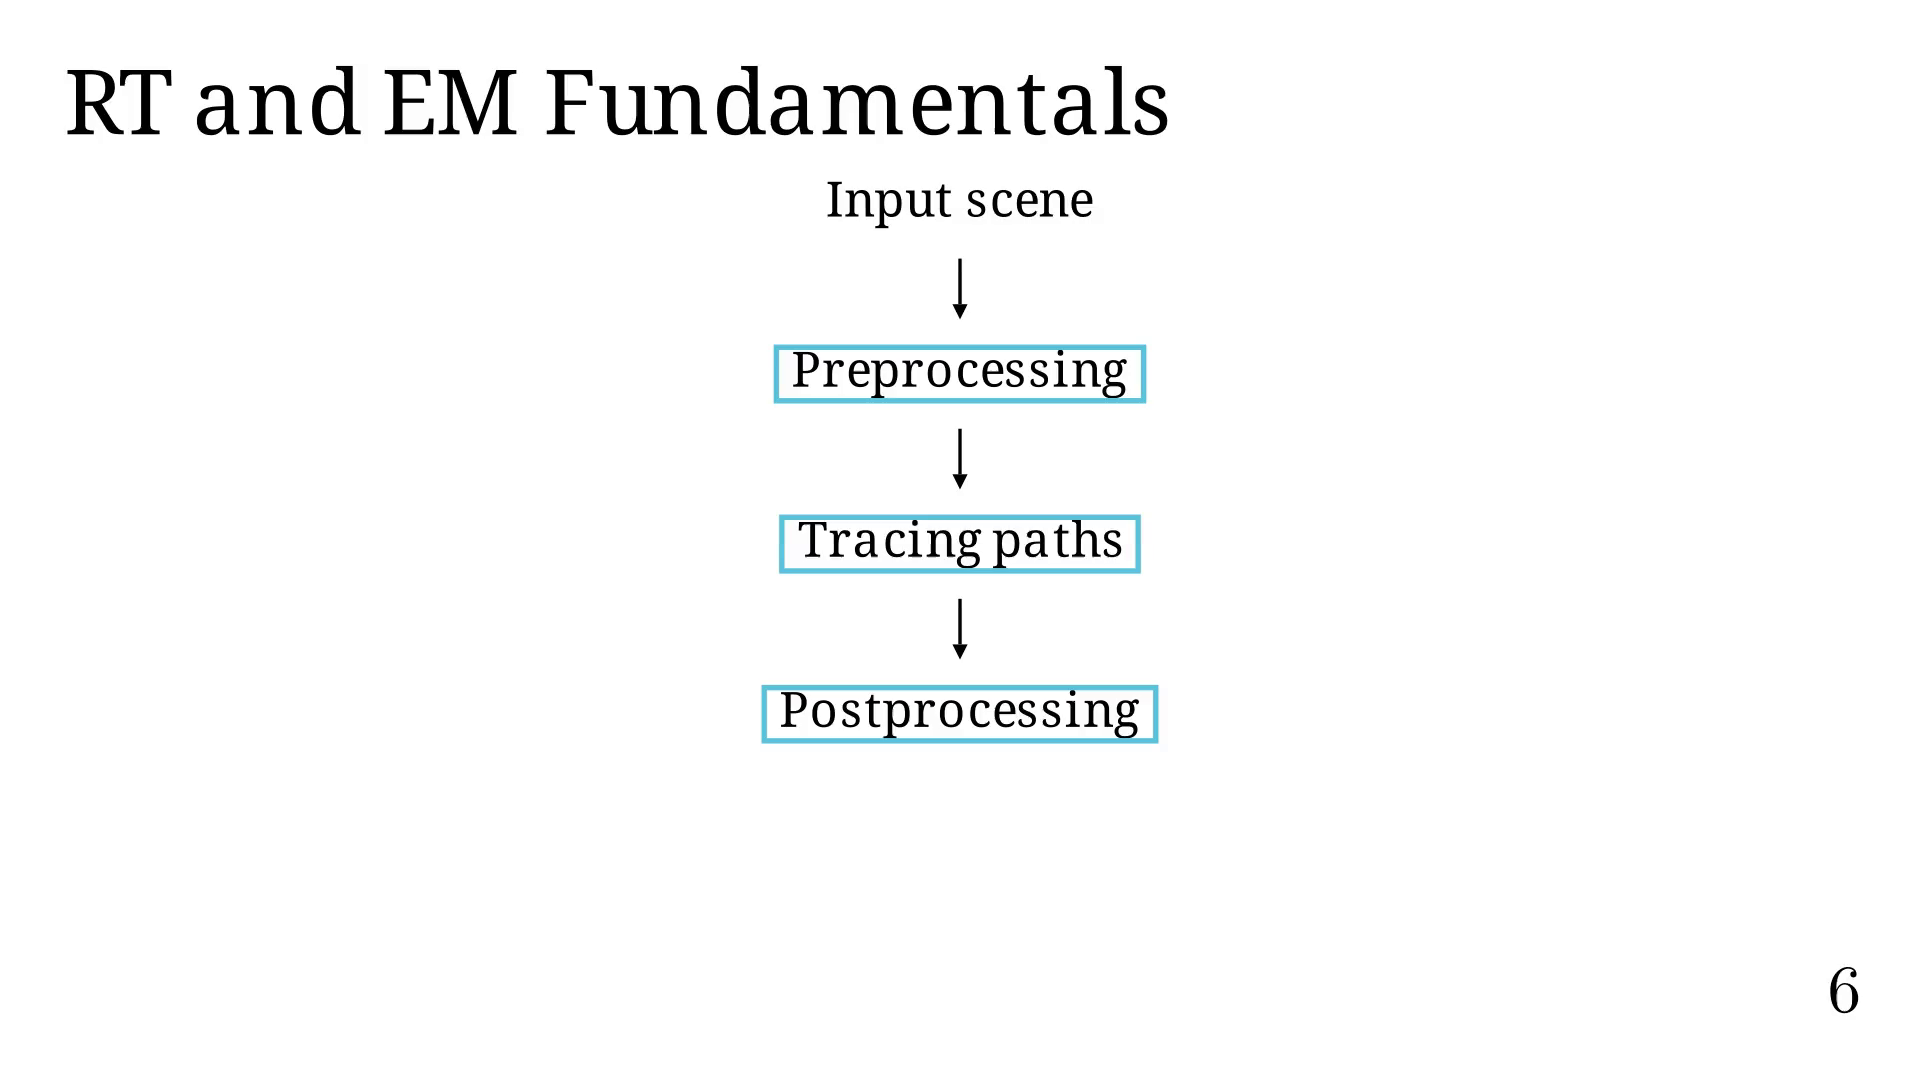 RT and EM Fundamentals
Input scene
Preprocessing
Tracing paths
Postprocessing
6